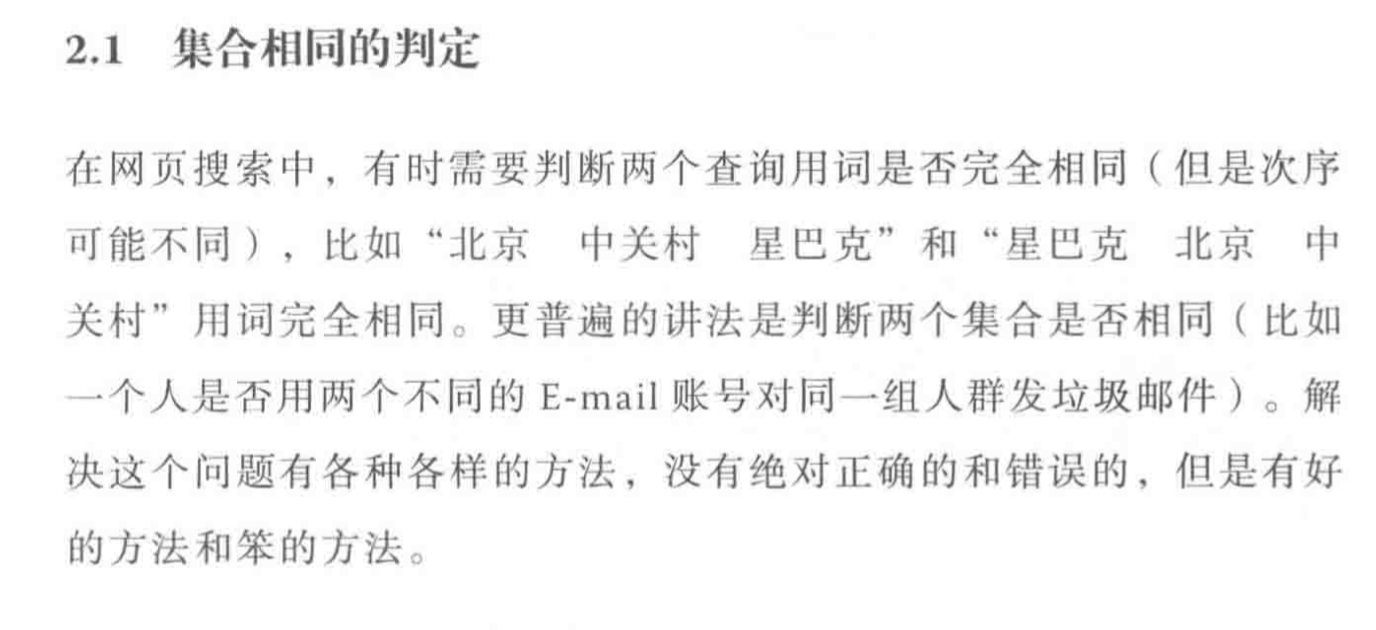 2.1 集合相同的判定
在网页搜索中，有时需要判断两个查询用词是否完全相同（但是次序
可能不同），比如“北京 中关村 星巴克”和“星巴克 北京 中
关村”用词完全相同。更普遍的讲法是判断两个集合是否相同（比如
一个人是否用两个不同的 E-mail 账号对同一组人群发垃圾邮件）。解
决这个问题有各种各样的方法，没有绝对正确的和错误的，但是有好
的方法和笨的方法。